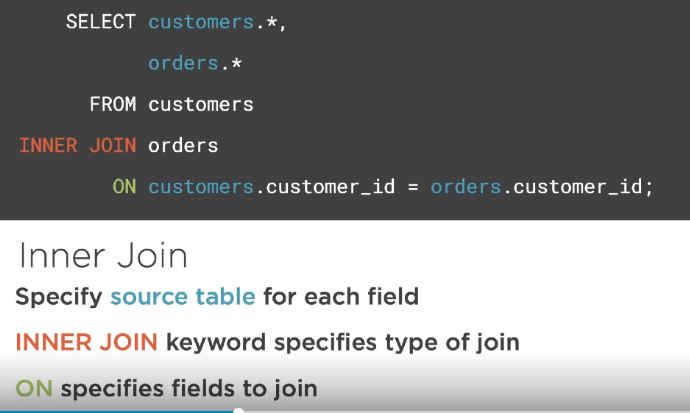 SELECT customers.*,
orders.*
FROM customers
INNER JOIN orders
ON customers.customer_id = orders.customer_id;
Inner Join
Specify source table for each field
INNER JOIN keyword specifies type of join
ON specifies fields to join